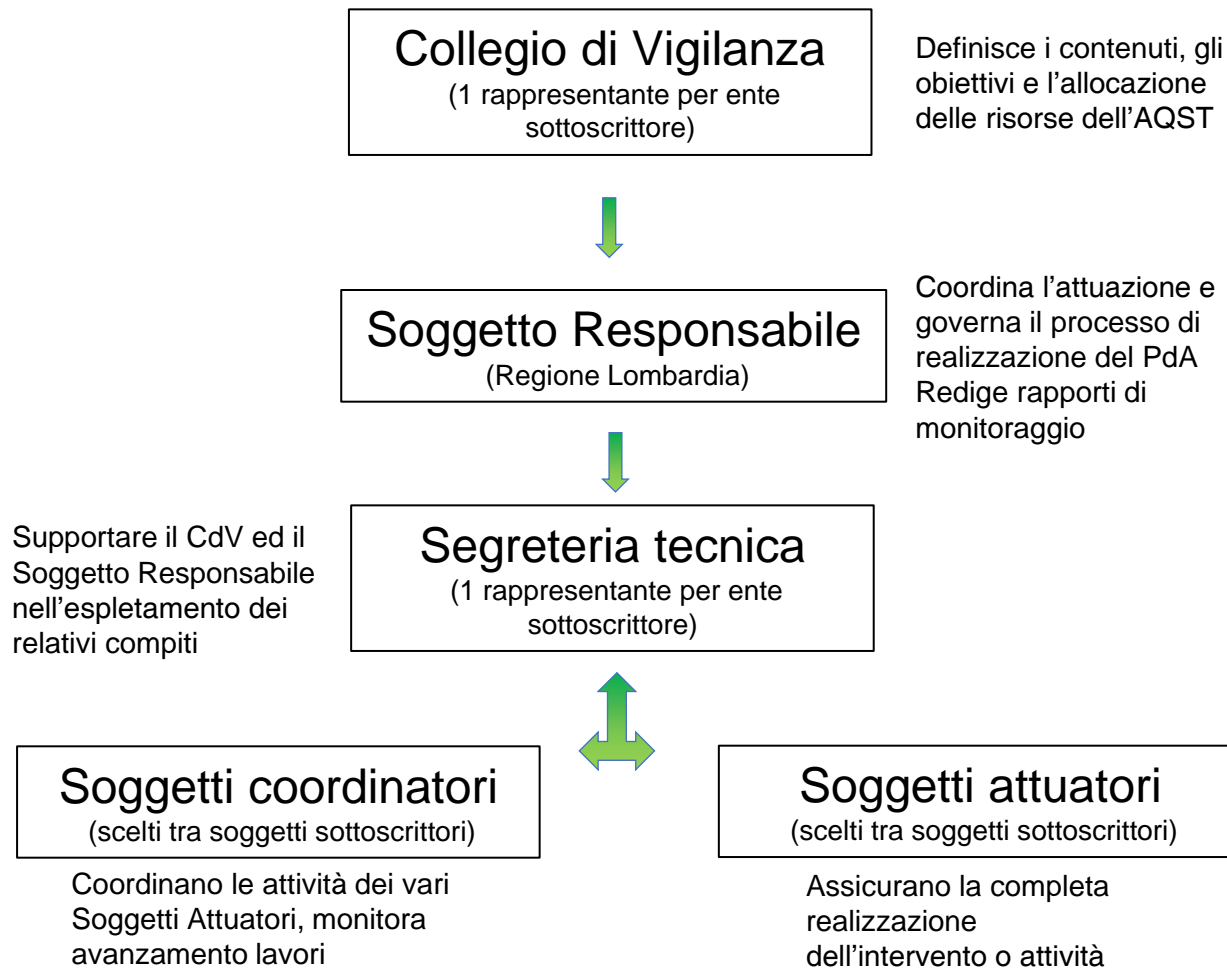 Collegio di Vigilanza
(1 rappresentante per ente
sottoscrittore)
Definisce i contenuti, gli
obiettivi e l’allocazione
delle risorse dell’AQST
Soggetto Responsabile
(Regione Lombardia)
Coordina l’attuazione e
governa il processo di
realizzazione del PdA
Redige rapporti di
monitoraggio
Supportare il CdV ed il
Soggetto Responsabile
nell’espletamento dei
relativi compiti
Segreteria tecnica
(1 rappresentante per ente
sottoscrittore)
Soggetti coordinatori
(scelti tra soggetti sottoscrittori)
Coordinano le attività dei vari
Soggetti Attuatori, monitora
avanzamento lavori
Soggetti attuatori
(scelti tra soggetti sottoscrittori)
Assicurano la completa
realizzazione
dell’intervento o attività